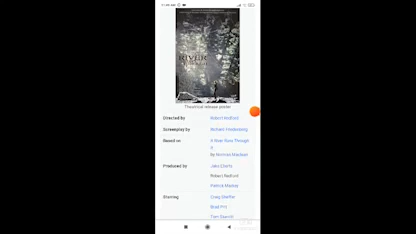 RIVER
Theatrical release poster
Directed by Robert Redford
Screenplay by Richard Friedenberg
Based on A River Runs Through
It
by Norman Maclean
Produced by Jake Eberts
Robert Redford
Patrick Markey
Starring Craig Sheffer
Brad Pitt
Tom Skerritt